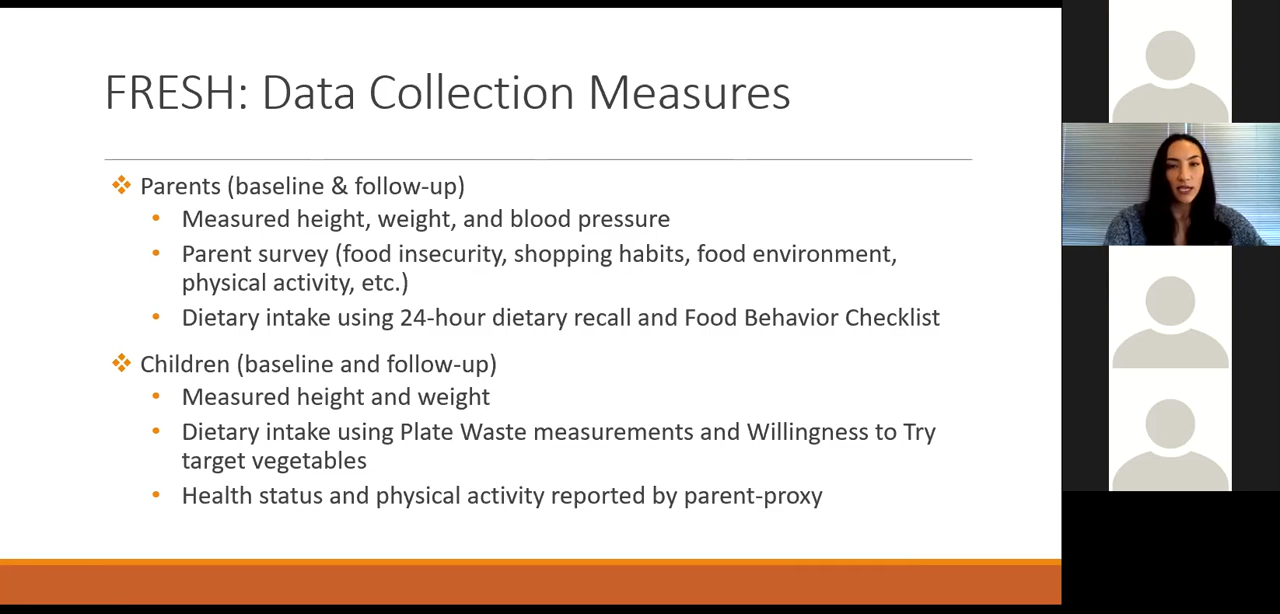 FRESH: Data Collection Measures
❖ Parents (baseline & follow-up)
• Measured height, weight, and blood pressure
• Parent survey (food insecurity, shopping habits, food environment,
physical activity, etc.)
• Dietary intake using 24-hour dietary recall and Food Behavior Checklist
❖ Children (baseline and follow-up)
• Measured height and weight
• Dietary intake using Plate Waste measurements and Willingness to Try
target vegetables
• Health status and physical activity reported by parent-proxy